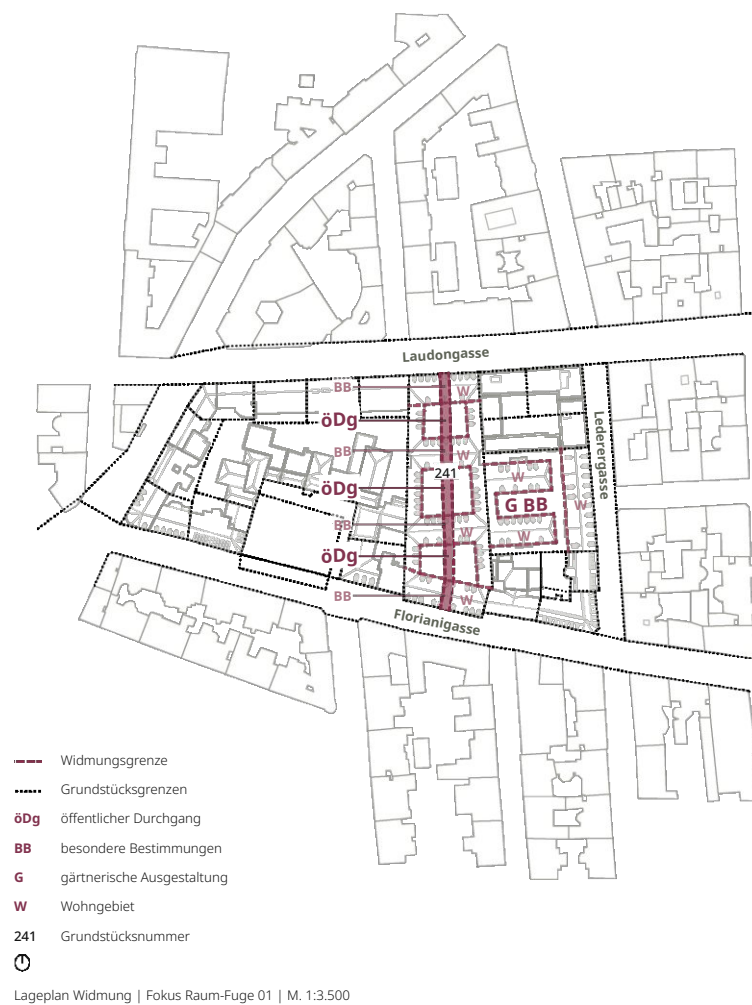 Laudongasse
BB
W
öDg
Lederergasse
BB
W
241
W
öDg
G BB
W
BB
W
W
öDg
BB
W
Florianigasse
Widmungsgrenze
Grundstücksgrenzen
öDg öffentlicher Durchgang
BB besondere Bestimmungen
G gärtnerische Ausgestaltung
W Wohngebiet
241 Grundstücksnummer
Lageplan Widmung | Fokus Raum-Fuge 01 | M. 1:3.500